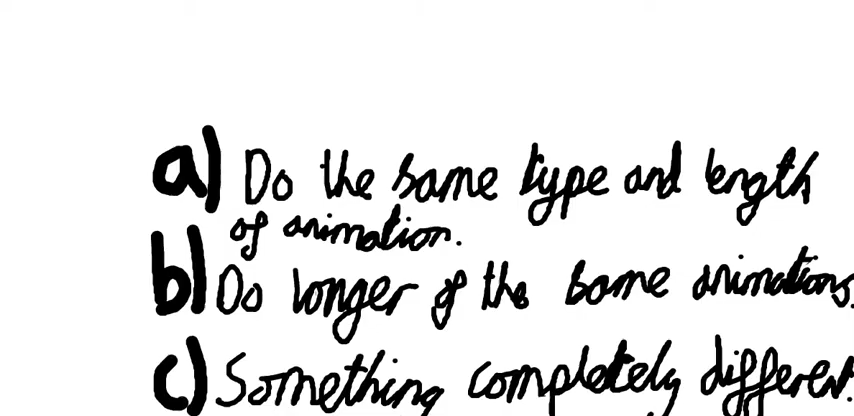 a) Do the same type and length
of animation.
b) Do longer of the same animations.
c) Something completely different.